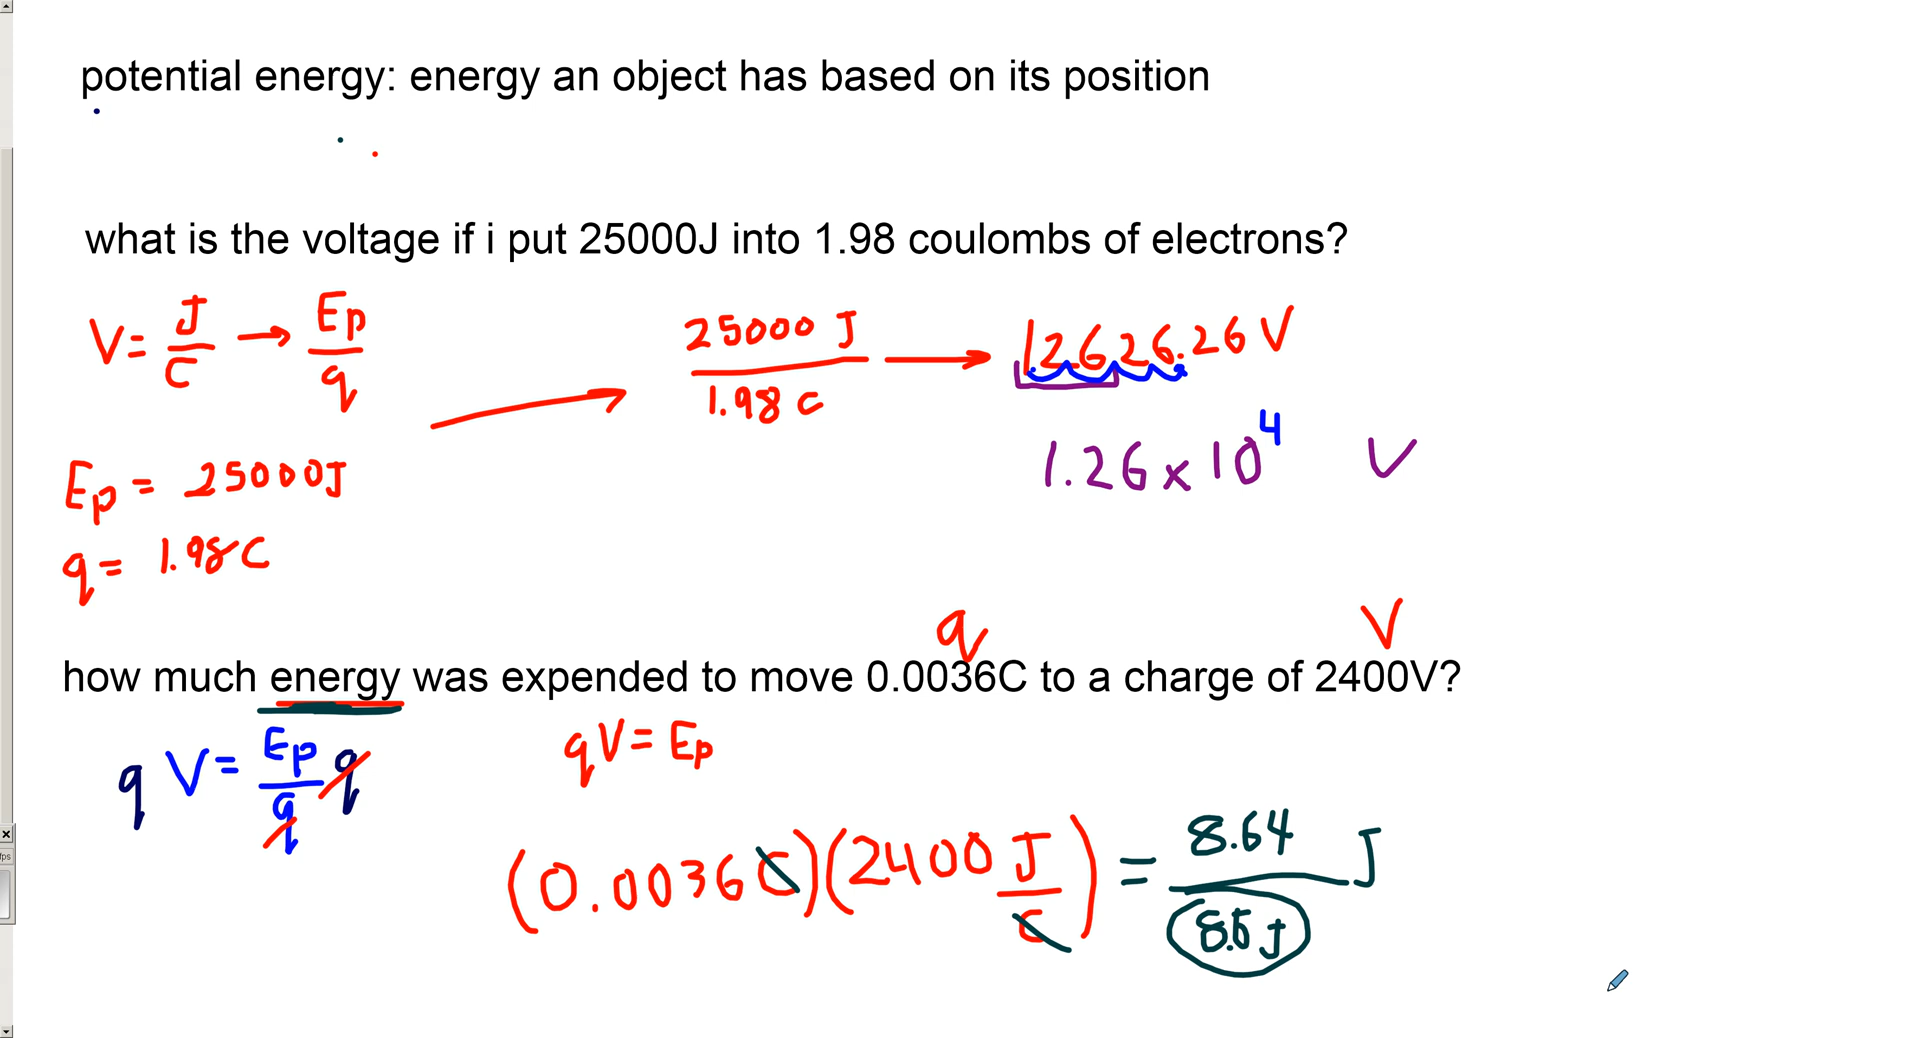 potential energy: energy an object has based on its position
what is the voltage if i put 25000J into 1.98 coulombs of electrons?
V = J/C → Ep/q
25000 J / 1.98 C → 12626.26 V
1.26 x 10^4 V
Ep = 25000J
q = 1.98C
q V
how much energy was expended to move 0.0036C to a charge of 2400V?
q V = Ep/q q
qV = Ep
(0.0036C)(2400 J/C) = 8.64 J
8.6 J
fps